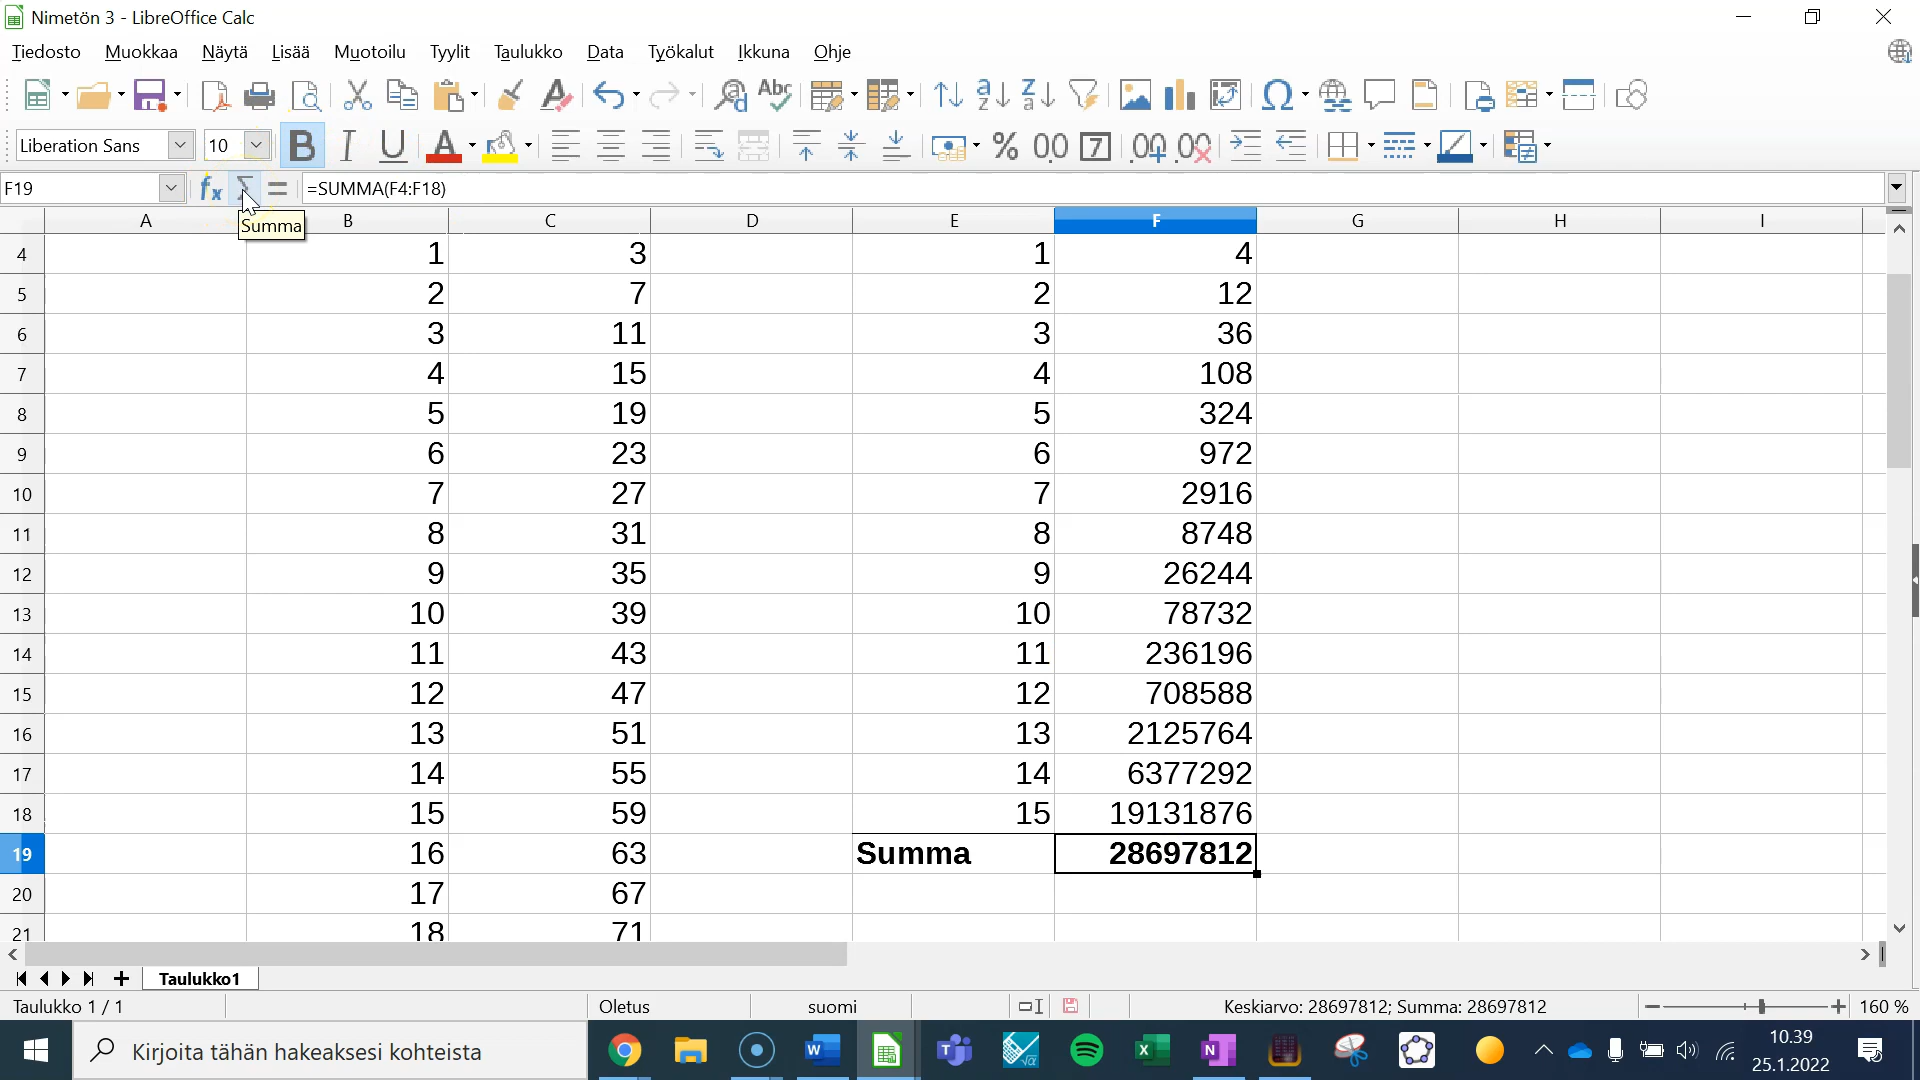 Nimetön 3 - LibreOffice Calc
Tiedosto Muokkaa Näytä Lisää Muotoilu Tyylit Taulukko Data Työkalut Ikkuna Ohje
Liberation Sans 10
F19 =SUMMA(F4:F18)
Summa
A B C D E F G H I
4 1 3 1 4
5 2 7 2 12
6 3 11 3 36
7 4 15 4 108
8 5 19 5 324
9 6 23 6 972
10 7 27 7 2916
11 8 31 8 8748
12 9 35 9 26244
13 10 39 10 78732
14 11 43 11 236196
15 12 47 12 708588
16 13 51 13 2125764
17 14 55 14 6377292
18 15 59 15 19131876
19 16 63 Summa 28697812
20 17 67
21 18 71
Taulukko1
Taulukko 1 / 1 Oletus suomi Keskiarvo: 28697812; Summa: 28697812 160 %
Kirjoita tähän hakeaksesi kohteista
10.39
25.1.2022